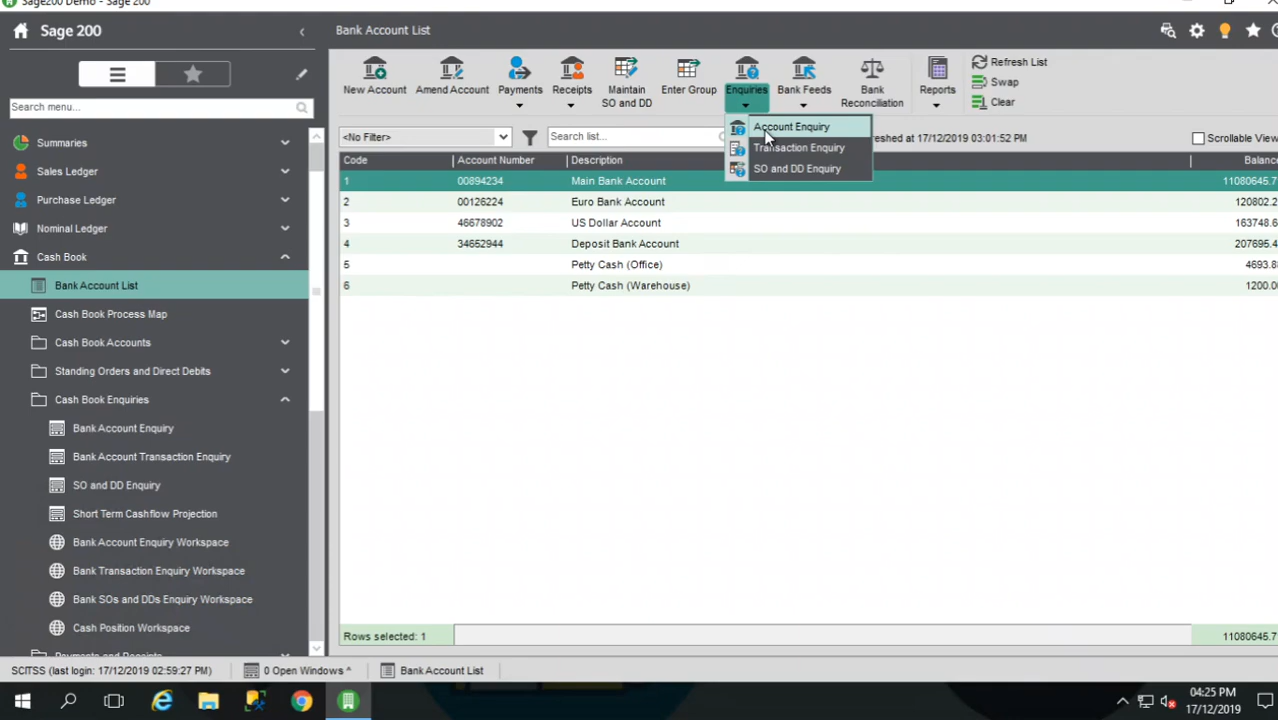 Sage200 Demo - Sage 200
Sage 200
Bank Account List
New Account
Amend Account
Payments
Receipts
Maintain
SO and DD
Enter Group
Enquiries
Bank Feeds
Bank
Reconciliation
Reports
Refresh List
Swap
Clear
Search menu...
<No Filter>
Search list...
Account Enquiry
Transaction Enquiry
SO and DD Enquiry
freshed at 17/12/2019 03:01:52 PM
Scrollable View
Summaries
Sales Ledger
Purchase Ledger
Nominal Ledger
Cash Book
Bank Account List
Cash Book Process Map
Cash Book Accounts
Standing Orders and Direct Debits
Cash Book Enquiries
Bank Account Enquiry
Bank Account Transaction Enquiry
SO and DD Enquiry
Short Term Cashflow Projection
Bank Account Enquiry Workspace
Bank Transaction Enquiry Workspace
Bank SOs and DDs Enquiry Workspace
Cash Position Workspace
Payments and Receipts
Code Account Number Description Balance
1 00894234 Main Bank Account 11080645.7
2 00126224 Euro Bank Account 120802.2
3 46678902 US Dollar Account 163748.6
4 34652944 Deposit Bank Account 207695.4
5 Petty Cash (Office) 4693.8
6 Petty Cash (Warehouse) 1200.0
Rows selected: 1 11080645.7
SCITSS (last login: 17/12/2019 02:59:27 PM) 0 Open Windows ^ Bank Account List
04:25 PM
17/12/2019